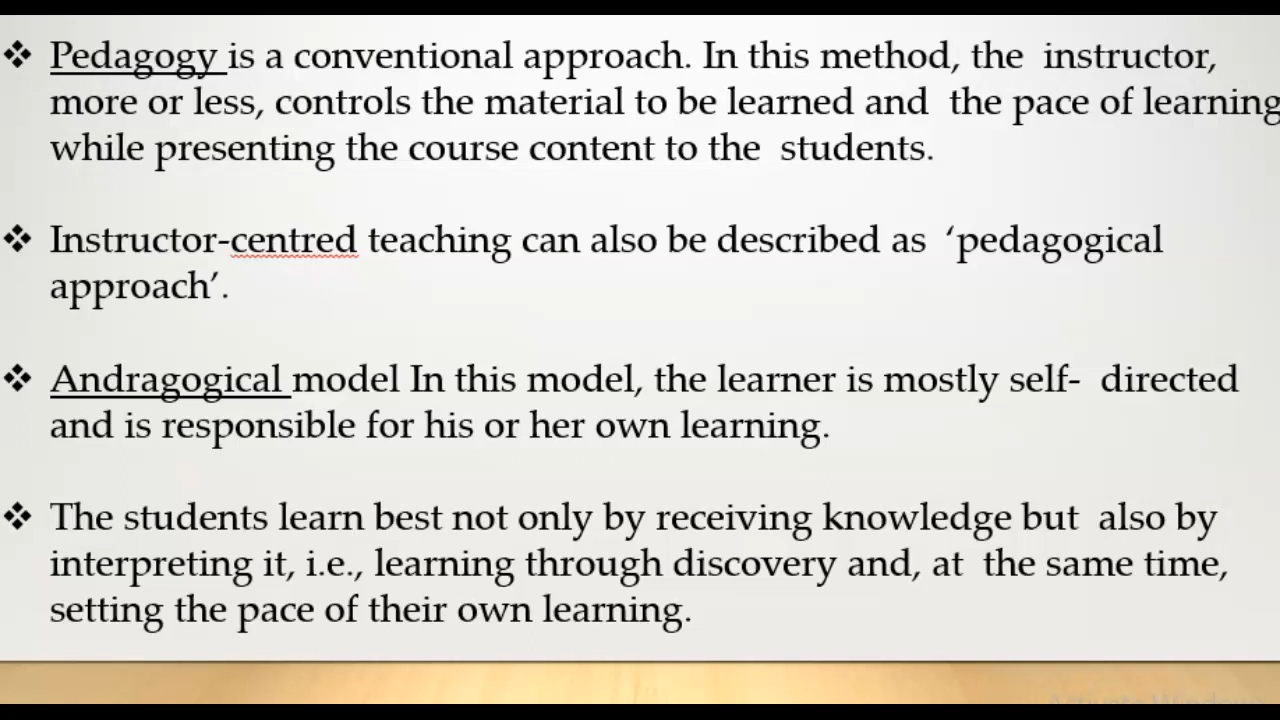 ❖ Pedagogy is a conventional approach. In this method, the instructor,
more or less, controls the material to be learned and the pace of learning
while presenting the course content to the students.
❖ Instructor-centred teaching can also be described as ‘pedagogical
approach’.
❖ Andragogical model In this model, the learner is mostly self- directed
and is responsible for his or her own learning.
❖ The students learn best not only by receiving knowledge but also by
interpreting it, i.e., learning through discovery and, at the same time,
setting the pace of their own learning.
Activate Windows